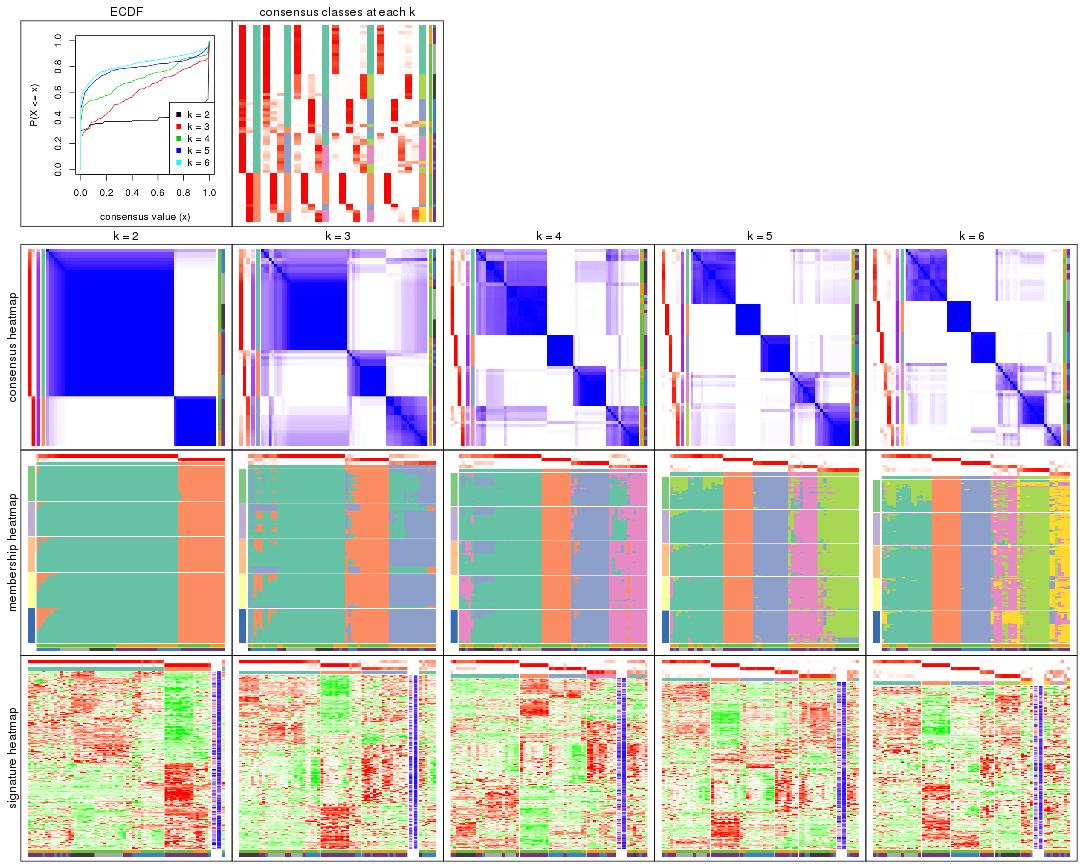 ECDF
consensus classes at each k
P(X <= x)
0.0 0.2 0.4 0.6 0.8 1.0
k = 2
k = 3
k = 4
k = 5
k = 6
0.0 0.2 0.4 0.6 0.8 1.0
consensus value (x)
k = 2
k = 3
k = 4
k = 5
k = 6
consensus heatmap
membership heatmap
signature heatmap